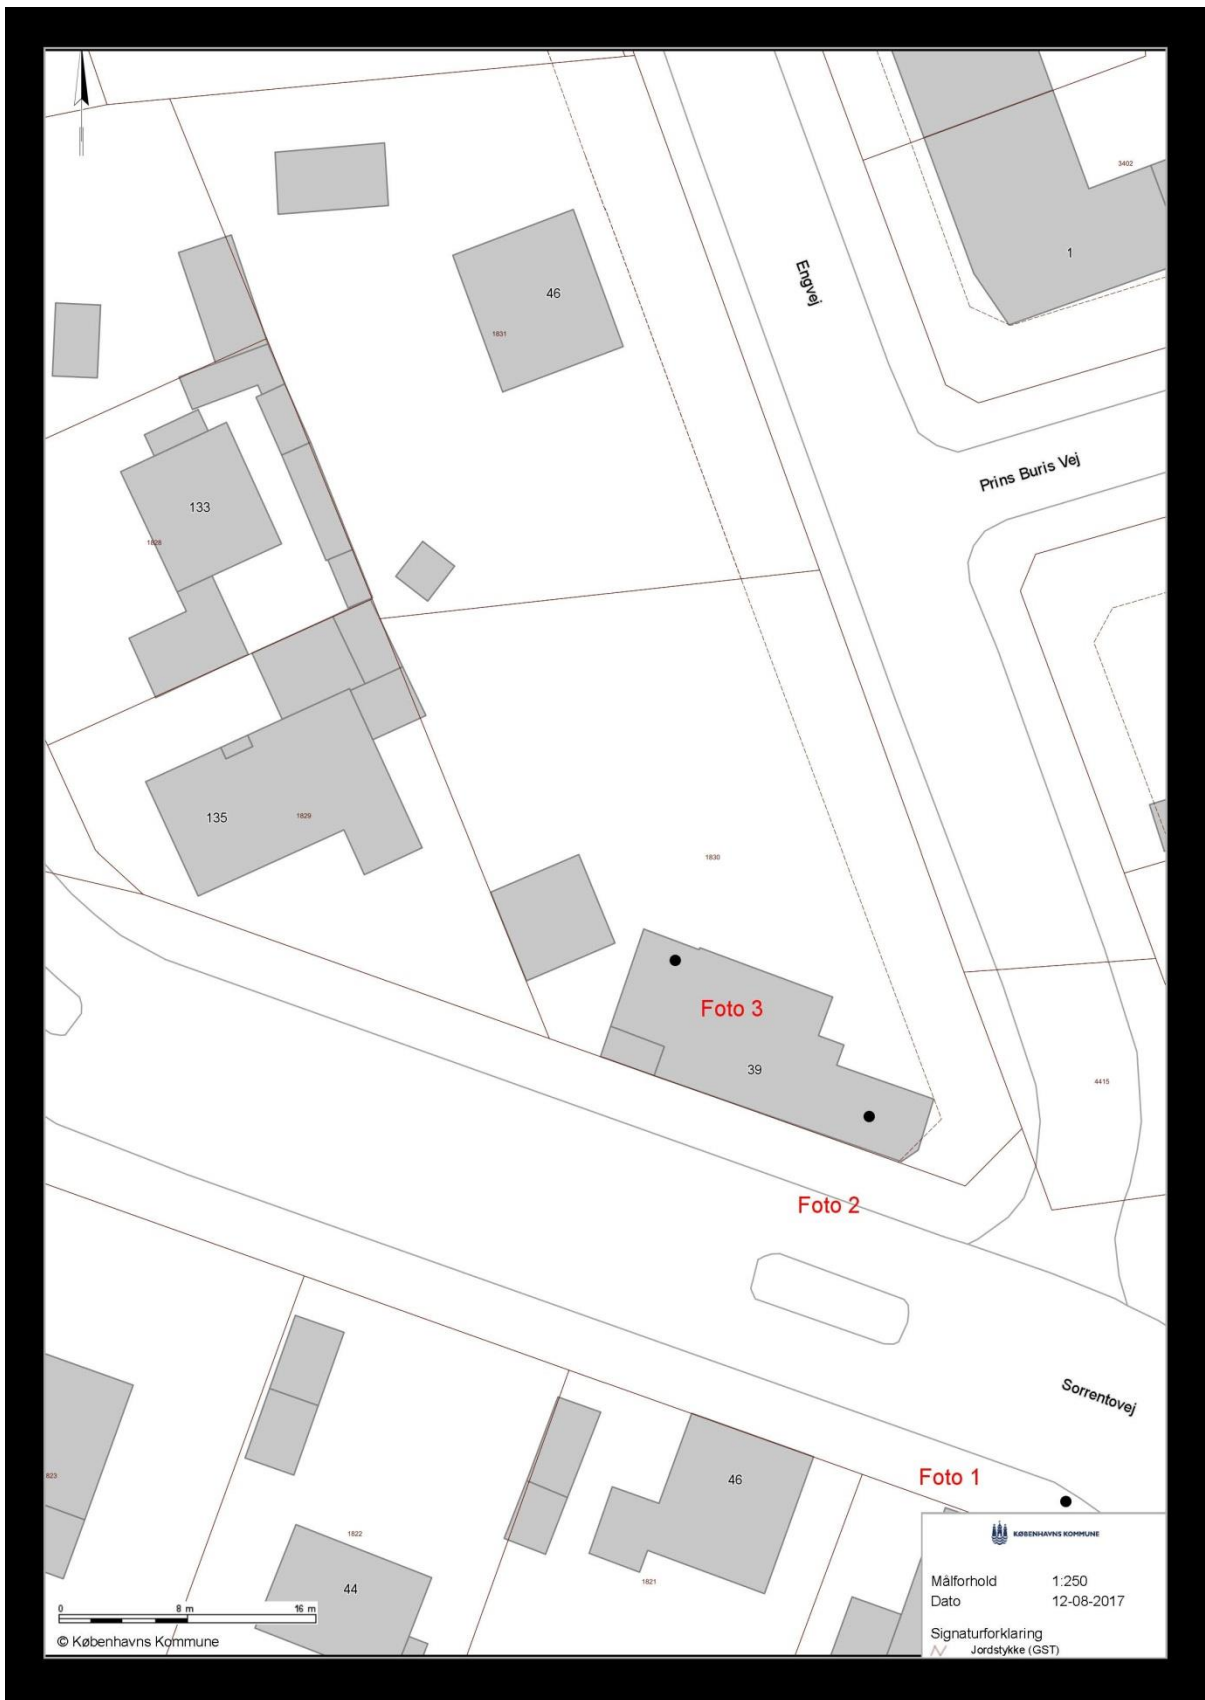 3402
1
46
1831
Engvej
Prins Buris Vej
133
1828
135
1829
1830
Foto 3
39
4415
Foto 2
Sorrentovej
Foto 1
46
823
1822
1821
44
0 8 m 16 m
© Københavns Kommune
KØBENHAVNS KOMMUNE
Målforhold 1:250
Dato 12-08-2017
Signaturforklaring
Jordstykke (GST)